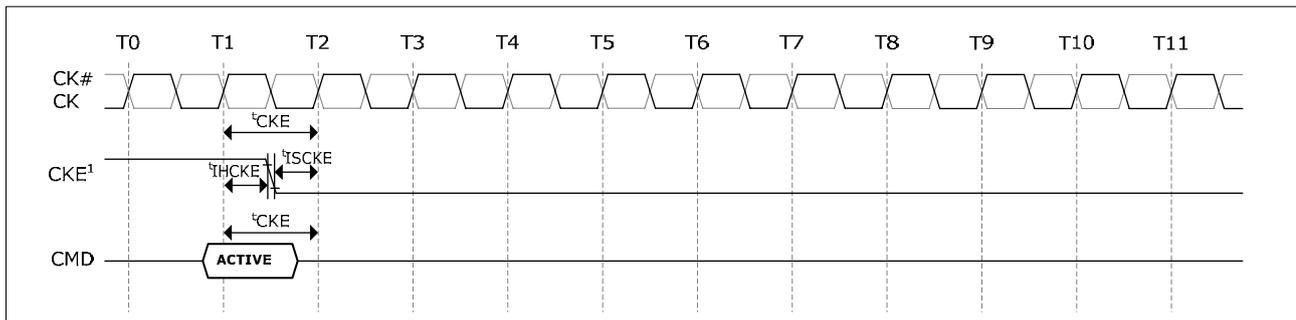 T0 T1 T2 T3 T4 T5 T6 T7 T8 T9 T10 T11
CK#
CK
tCKE
CKE1
tIHCKE
tISCKE
tCKE
CMD
ACTIVE